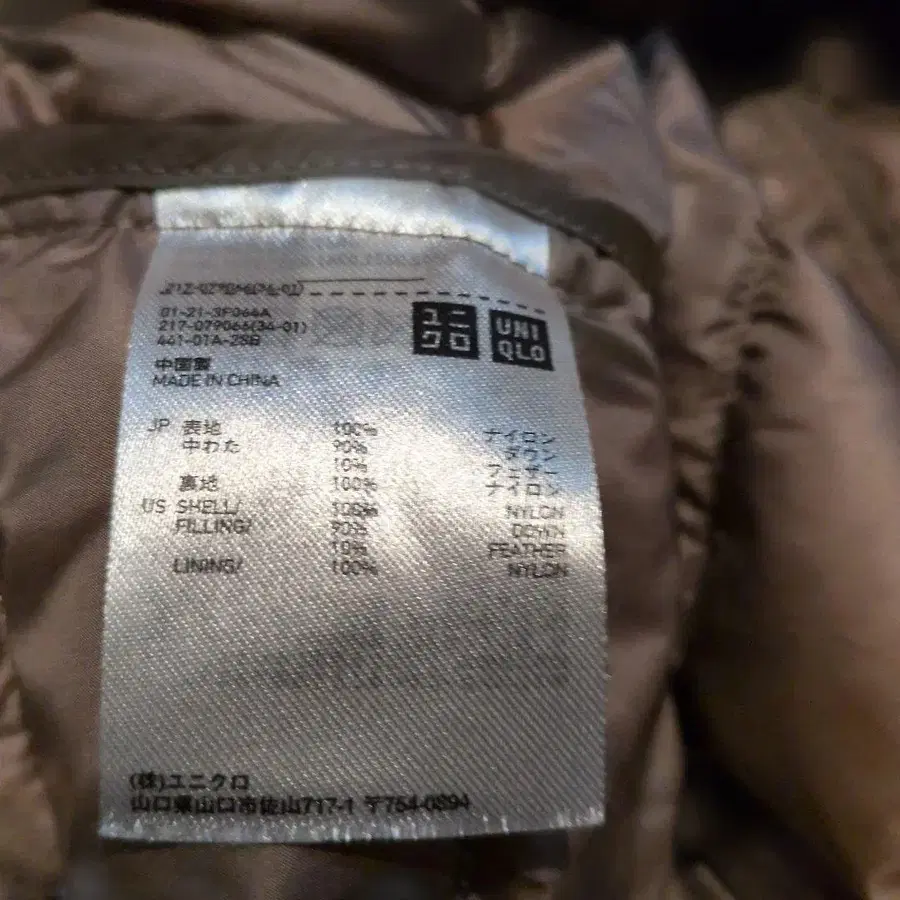 01-21-3F066A
217-079066(34-01)
441-01A-2SB
ユニクロ
UNIQLO
中国製
MADE IN CHINA
JP 表地 100% ナイロン
中わた 90% ダウン
10% フェザー
裏地 100% ナイロン
US SHELL/ 100% NYLON
FILLING/ 90% DOWN
10% FEATHER
LINING/ 100% NYLON
(株)ユニクロ
山口県山口市佐山717-1 〒754-0894